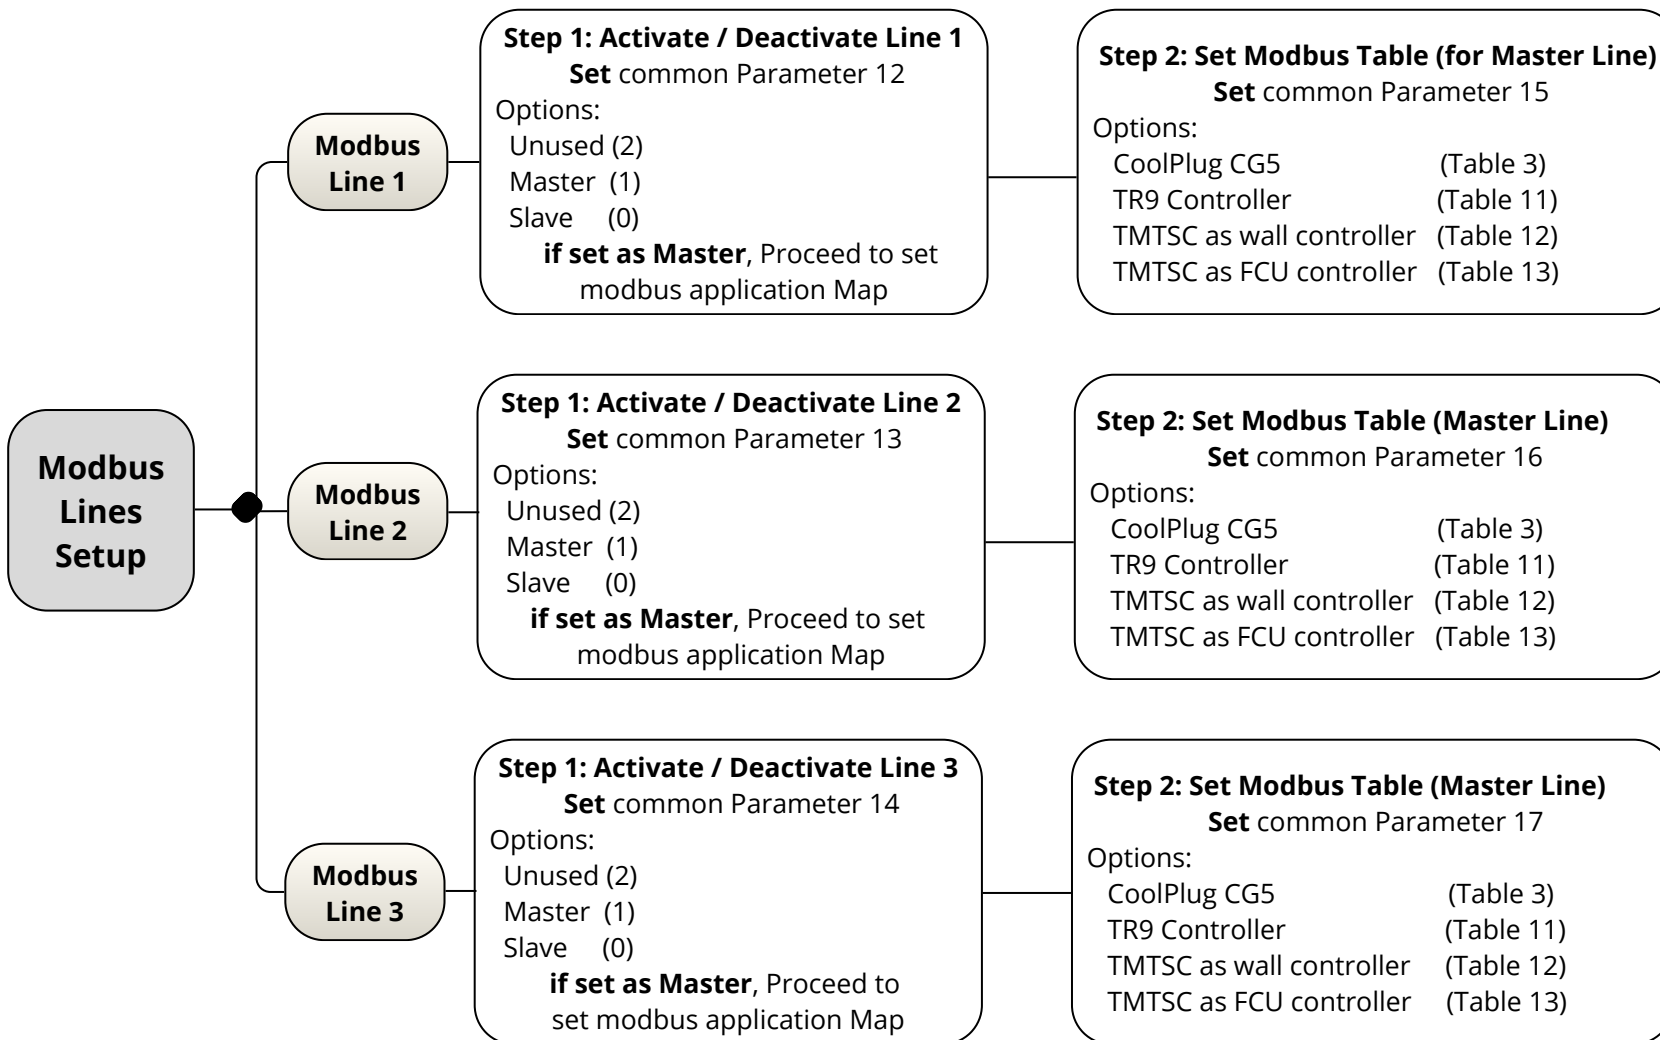 Modbus
Lines
Setup
Modbus
Line 1
Step 1: Activate / Deactivate Line 1
Set common Parameter 12
Options:
Unused (2)
Master (1)
Slave (0)
if set as Master, Proceed to set
modbus application Map
Step 2: Set Modbus Table (for Master Line)
Set common Parameter 15
Options:
CoolPlug CG5 (Table 3)
TR9 Controller (Table 11)
TMTSC as wall controller (Table 12)
TMTSC as FCU controller (Table 13)
Modbus
Line 2
Step 1: Activate / Deactivate Line 2
Set common Parameter 13
Options:
Unused (2)
Master (1)
Slave (0)
if set as Master, Proceed to set
modbus application Map
Step 2: Set Modbus Table (Master Line)
Set common Parameter 16
Options:
CoolPlug CG5 (Table 3)
TR9 Controller (Table 11)
TMTSC as wall controller (Table 12)
TMTSC as FCU controller (Table 13)
Modbus
Line 3
Step 1: Activate / Deactivate Line 3
Set common Parameter 14
Options:
Unused (2)
Master (1)
Slave (0)
if set as Master, Proceed to
set modbus application Map
Step 2: Set Modbus Table (Master Line)
Set common Parameter 17
Options:
CoolPlug CG5 (Table 3)
TR9 Controller (Table 11)
TMTSC as wall controller (Table 12)
TMTSC as FCU controller (Table 13)